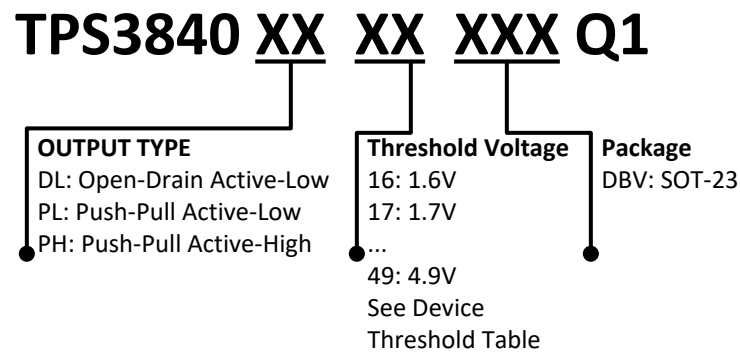 TPS3840 XX XX XXX Q1
OUTPUT TYPE
DL: Open-Drain Active-Low
PL: Push-Pull Active-Low
PH: Push-Pull Active-High
Threshold Voltage
16: 1.6V
17: 1.7V
...
49: 4.9V
See Device
Threshold Table
Package
DBV: SOT-23